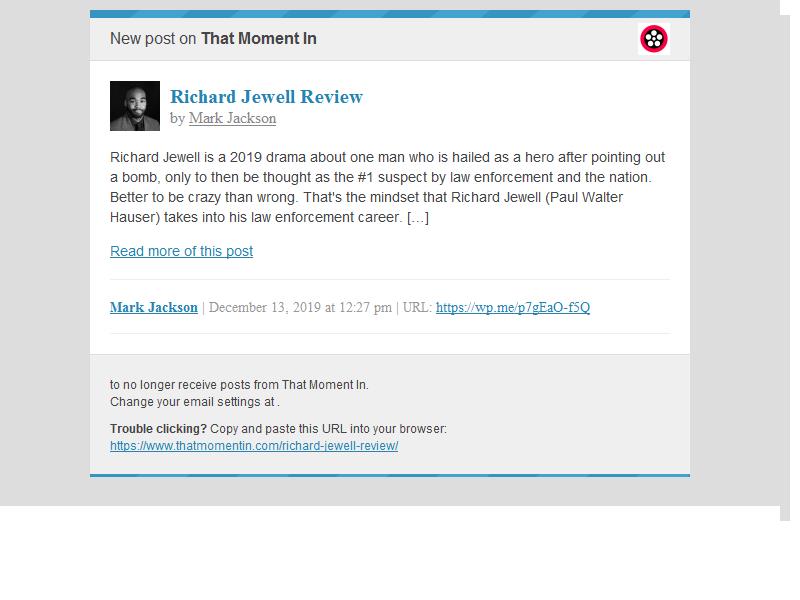 New post on That Moment In
Richard Jewell Review
by Mark Jackson
Richard Jewell is a 2019 drama about one man who is hailed as a hero after pointing out
a bomb, only to then be thought as the #1 suspect by law enforcement and the nation.
Better to be crazy than wrong. That's the mindset that Richard Jewell (Paul Walter
Hauser) takes into his law enforcement career. […]
Read more of this post
Mark Jackson | December 13, 2019 at 12:27 pm | URL: https://wp.me/p7gEaO-f5Q
to no longer receive posts from That Moment In.
Change your email settings at .
Trouble clicking? Copy and paste this URL into your browser:
https://www.thatmomentin.com/richard-jewell-review/